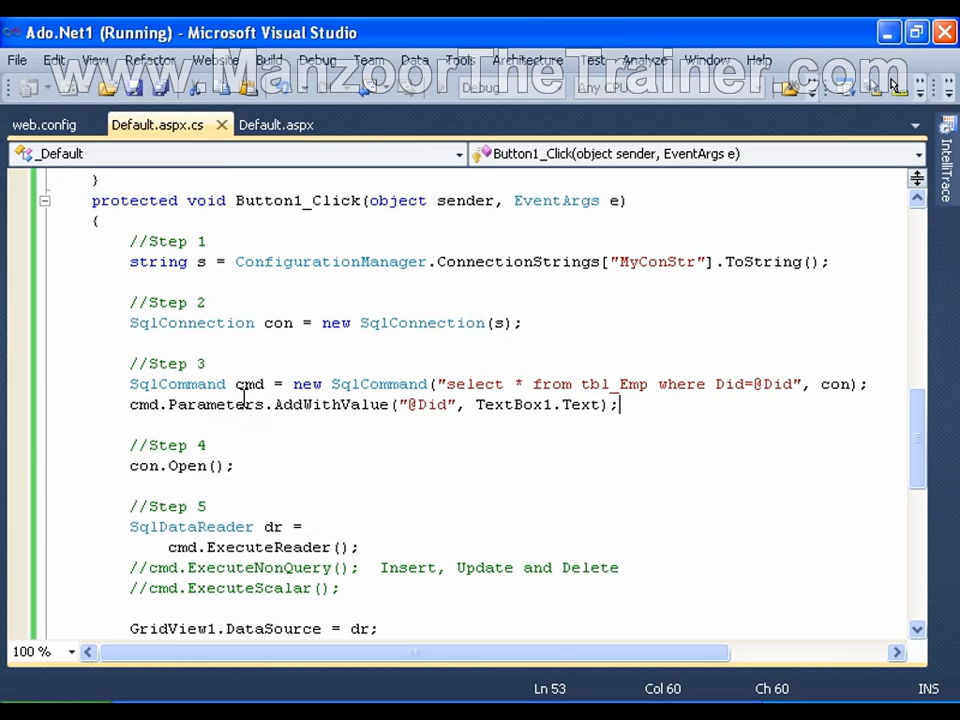 Ado.Net1 (Running) - Microsoft Visual Studio
File Edit View Refactor Website Build Debug Team Data Tools Architecture Test Analyze Window Help
www.ManzoorTheTrainer.com
Debug Any CPU
web.config Default.aspx.cs Default.aspx
_Default Button1_Click(object sender, EventArgs e)
IntelliTrace
}
protected void Button1_Click(object sender, EventArgs e)
{
//Step 1
string s = ConfigurationManager.ConnectionStrings["MyConStr"].ToString();
//Step 2
SqlConnection con = new SqlConnection(s);
//Step 3
SqlCommand cmd = new SqlCommand("select * from tbl_Emp where Did=@Did", con);
cmd.Parameters.AddWithValue("@Did", TextBox1.Text);
//Step 4
con.Open();
//Step 5
SqlDataReader dr =
cmd.ExecuteReader();
//cmd.ExecuteNonQuery();  Insert, Update and Delete
//cmd.ExecuteScalar();
GridView1.DataSource = dr;
100 %
Ln 53 Col 60 Ch 60 INS